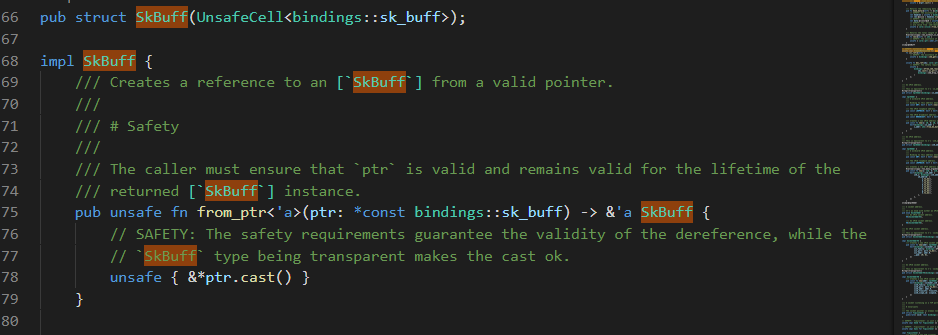 66 pub struct SkBuff(UnsafeCell<bindings::sk_buff>);
67
68 impl SkBuff {
69     /// Creates a reference to an [`SkBuff`] from a valid pointer.
70     ///
71     /// # Safety
72     ///
73     /// The caller must ensure that `ptr` is valid and remains valid for the lifetime of the
74     /// returned [`SkBuff`] instance.
75     pub unsafe fn from_ptr<'a>(ptr: *const bindings::sk_buff) -> &'a SkBuff {
76         // SAFETY: The safety requirements guarantee the validity of the dereference, while the
77         // `SkBuff` type being transparent makes the cast ok.
78         unsafe { &*ptr.cast() }
79     }
80